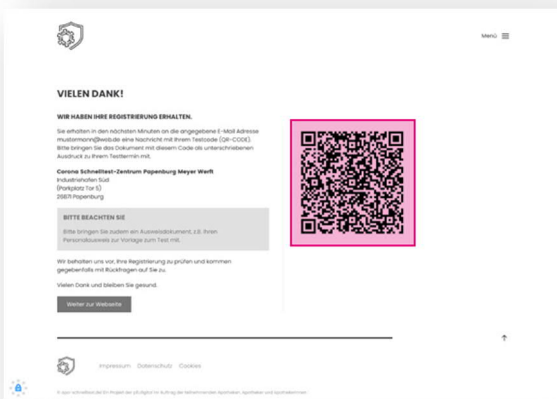 Menü
VIELEN DANK!
WIR HABEN IHRE REGISTRIERUNG ERHALTEN.
Sie erhalten in den nächsten Minuten an die angegebene E-Mail Adresse
mustermann@web.de eine Nachricht mit Ihrem Testcode (QR-CODE).
Bitte bringen Sie das Dokument mit diesem Code als unterschriebenen
Ausdruck zu Ihrem Testtermin mit.
Corona Schnelltest-Zentrum Papenburg Meyer Werft
Industriehafen Süd
(Parkplatz Tor 5)
26871 Papenburg
BITTE BEACHTEN SIE
Bitte bringen Sie zudem ein Ausweisdokument, z.B. Ihren
Personalausweis zur Vorlage zum Test mit.
Wir behalten uns vor, Ihre Registrierung zu prüfen und kommen
gegebenfalls mit Rückfragen auf Sie zu.
Vielen Dank und bleiben Sie gesund.
Weiter zur Webseite
Impressum Datenschutz Cookies